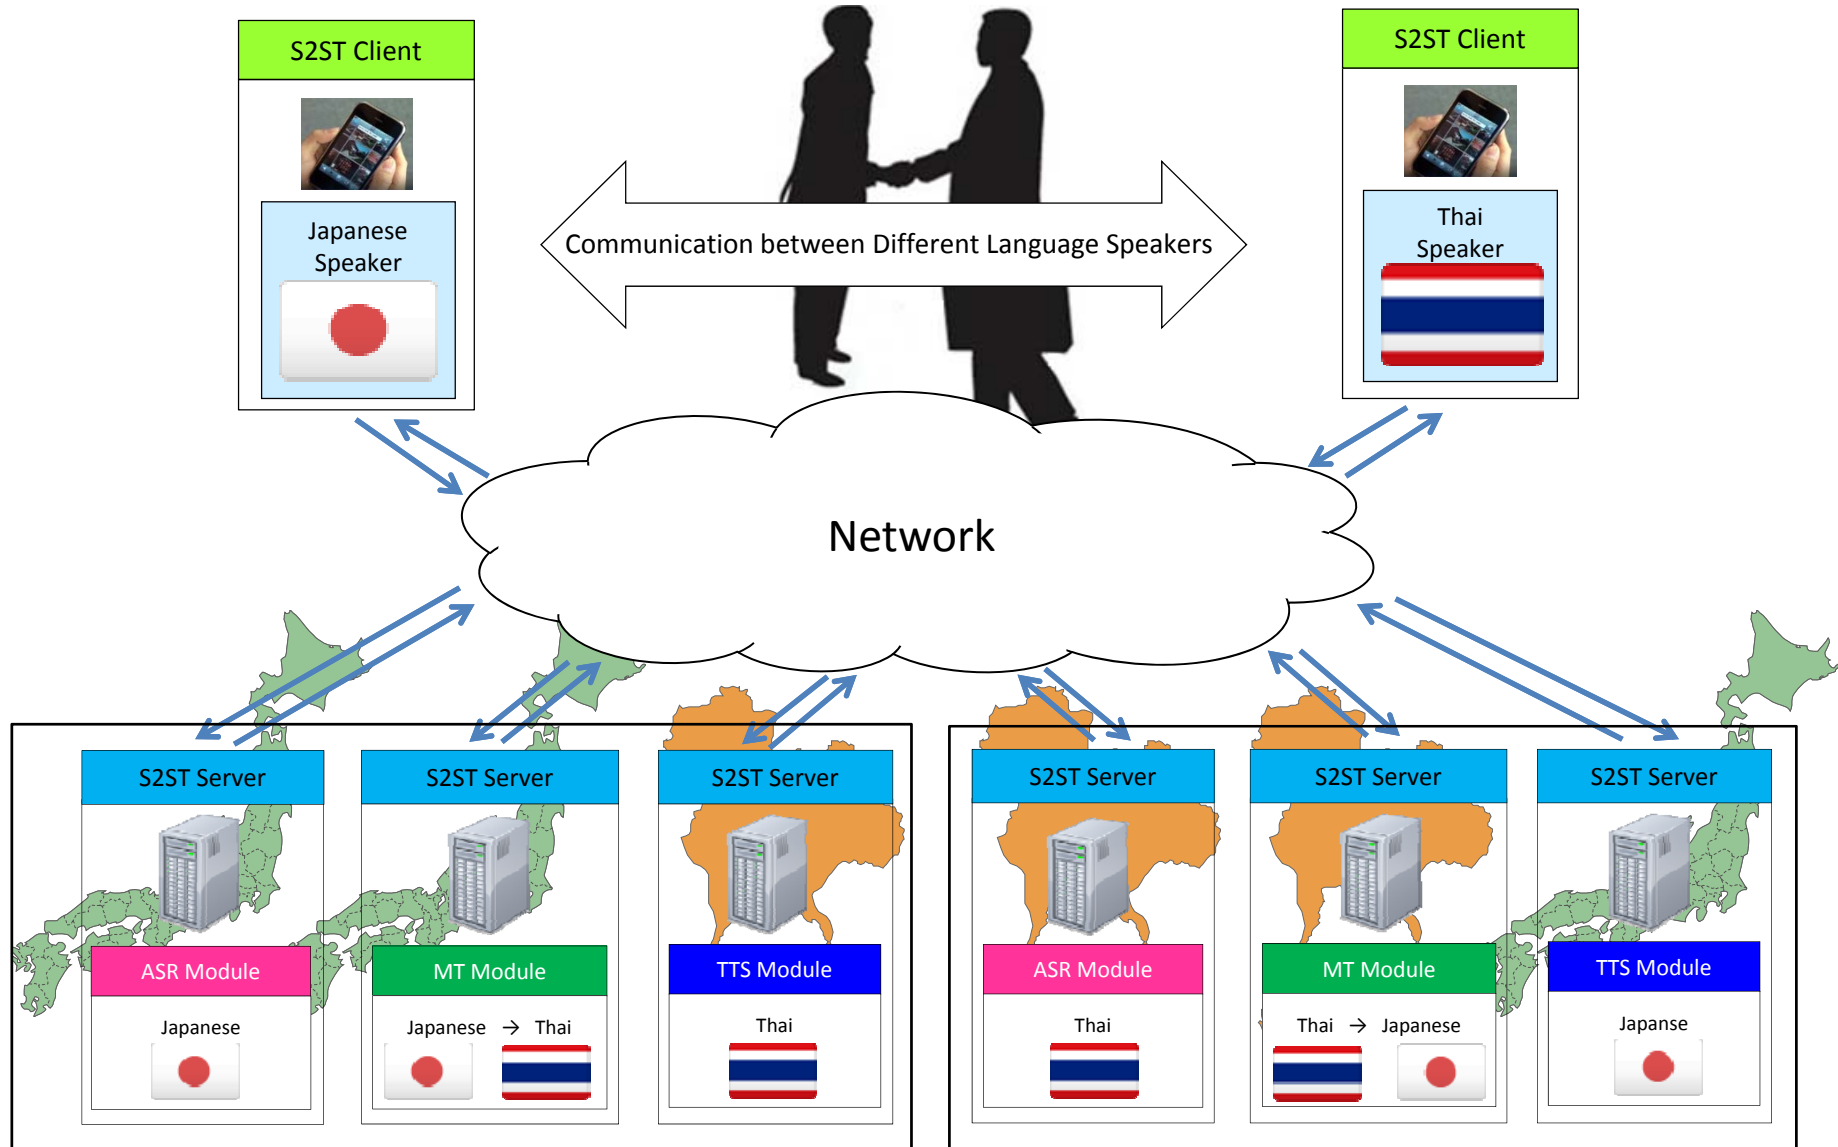 S2ST Client
S2ST Client
Japanese
Speaker
Communication between Different Language Speakers
Thai
Speaker
Network
S2ST Server
S2ST Server
S2ST Server
S2ST Server
S2ST Server
S2ST Server
ASR Module
MT Module
TTS Module
ASR Module
MT Module
TTS Module
Japanese
Japanese → Thai
Thai
Thai
Thai → Japanese
Japanse